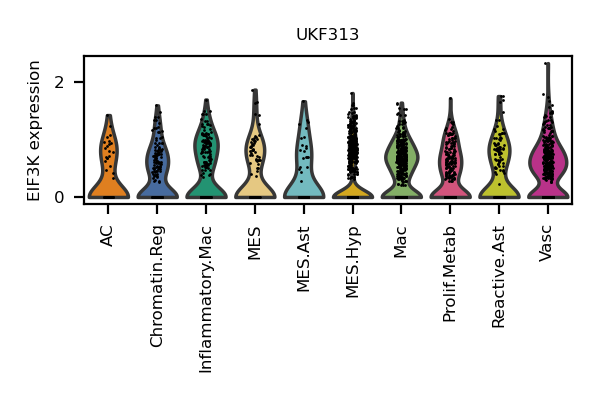 UKF313
EIF3K expression
2
0
AC
Chromatin.Reg
Inflammatory.Mac
MES
MES.Ast
MES.Hyp
Mac
Prolif.Metab
Reactive.Ast
Vasc